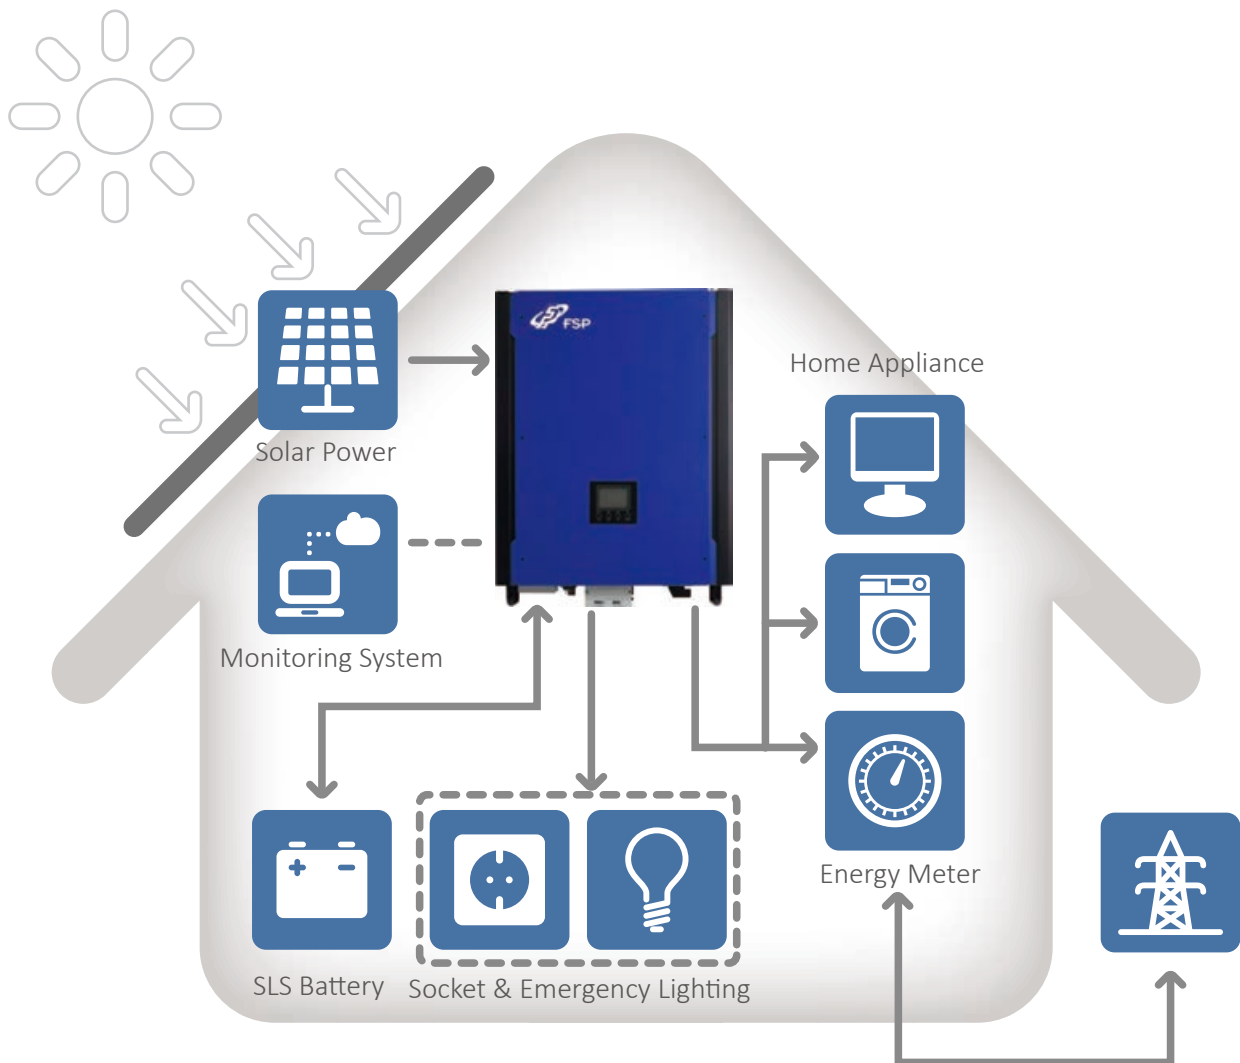 FSP
Home Appliance
Solar Power
Monitoring System
Energy Meter
SLS Battery
Socket & Emergency Lighting